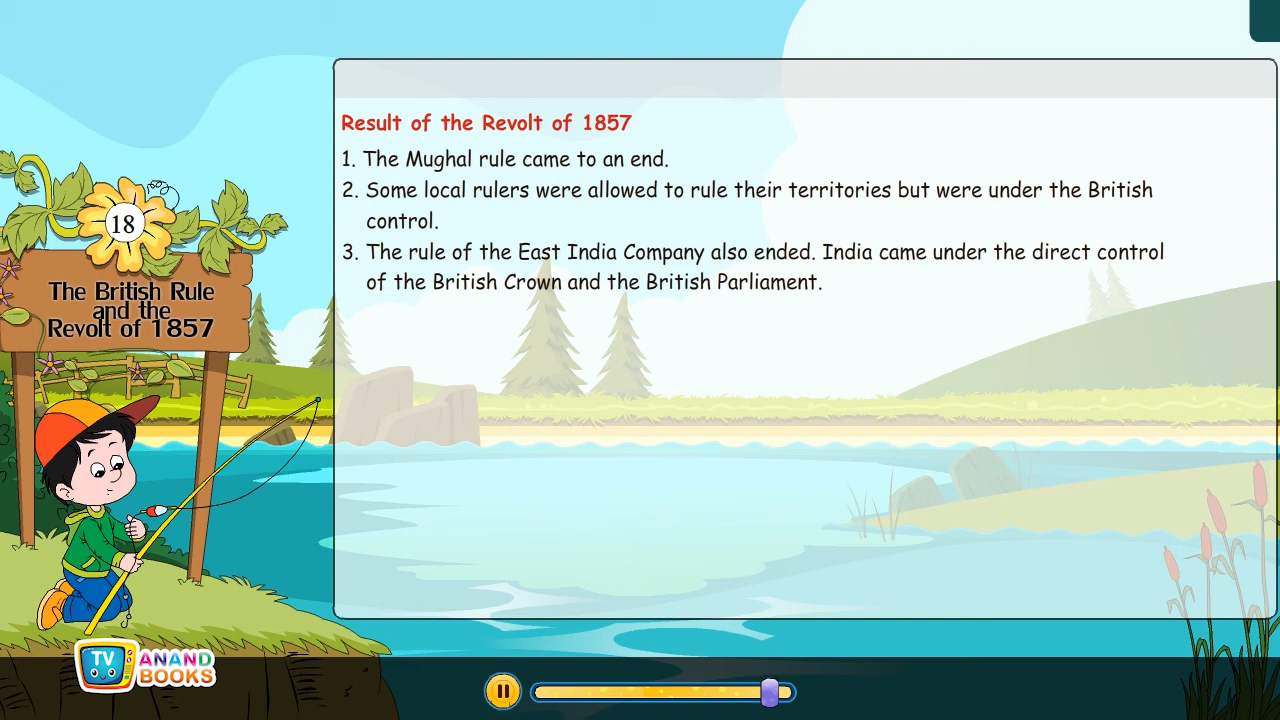 Result of the Revolt of 1857
1. The Mughal rule came to an end.
2. Some local rulers were allowed to rule their territories but were under the British
control.
3. The rule of the East India Company also ended. India came under the direct control
of the British Crown and the British Parliament.
18
The British Rule
and the
Revolt of 1857
TV
ANAND
BOOKS